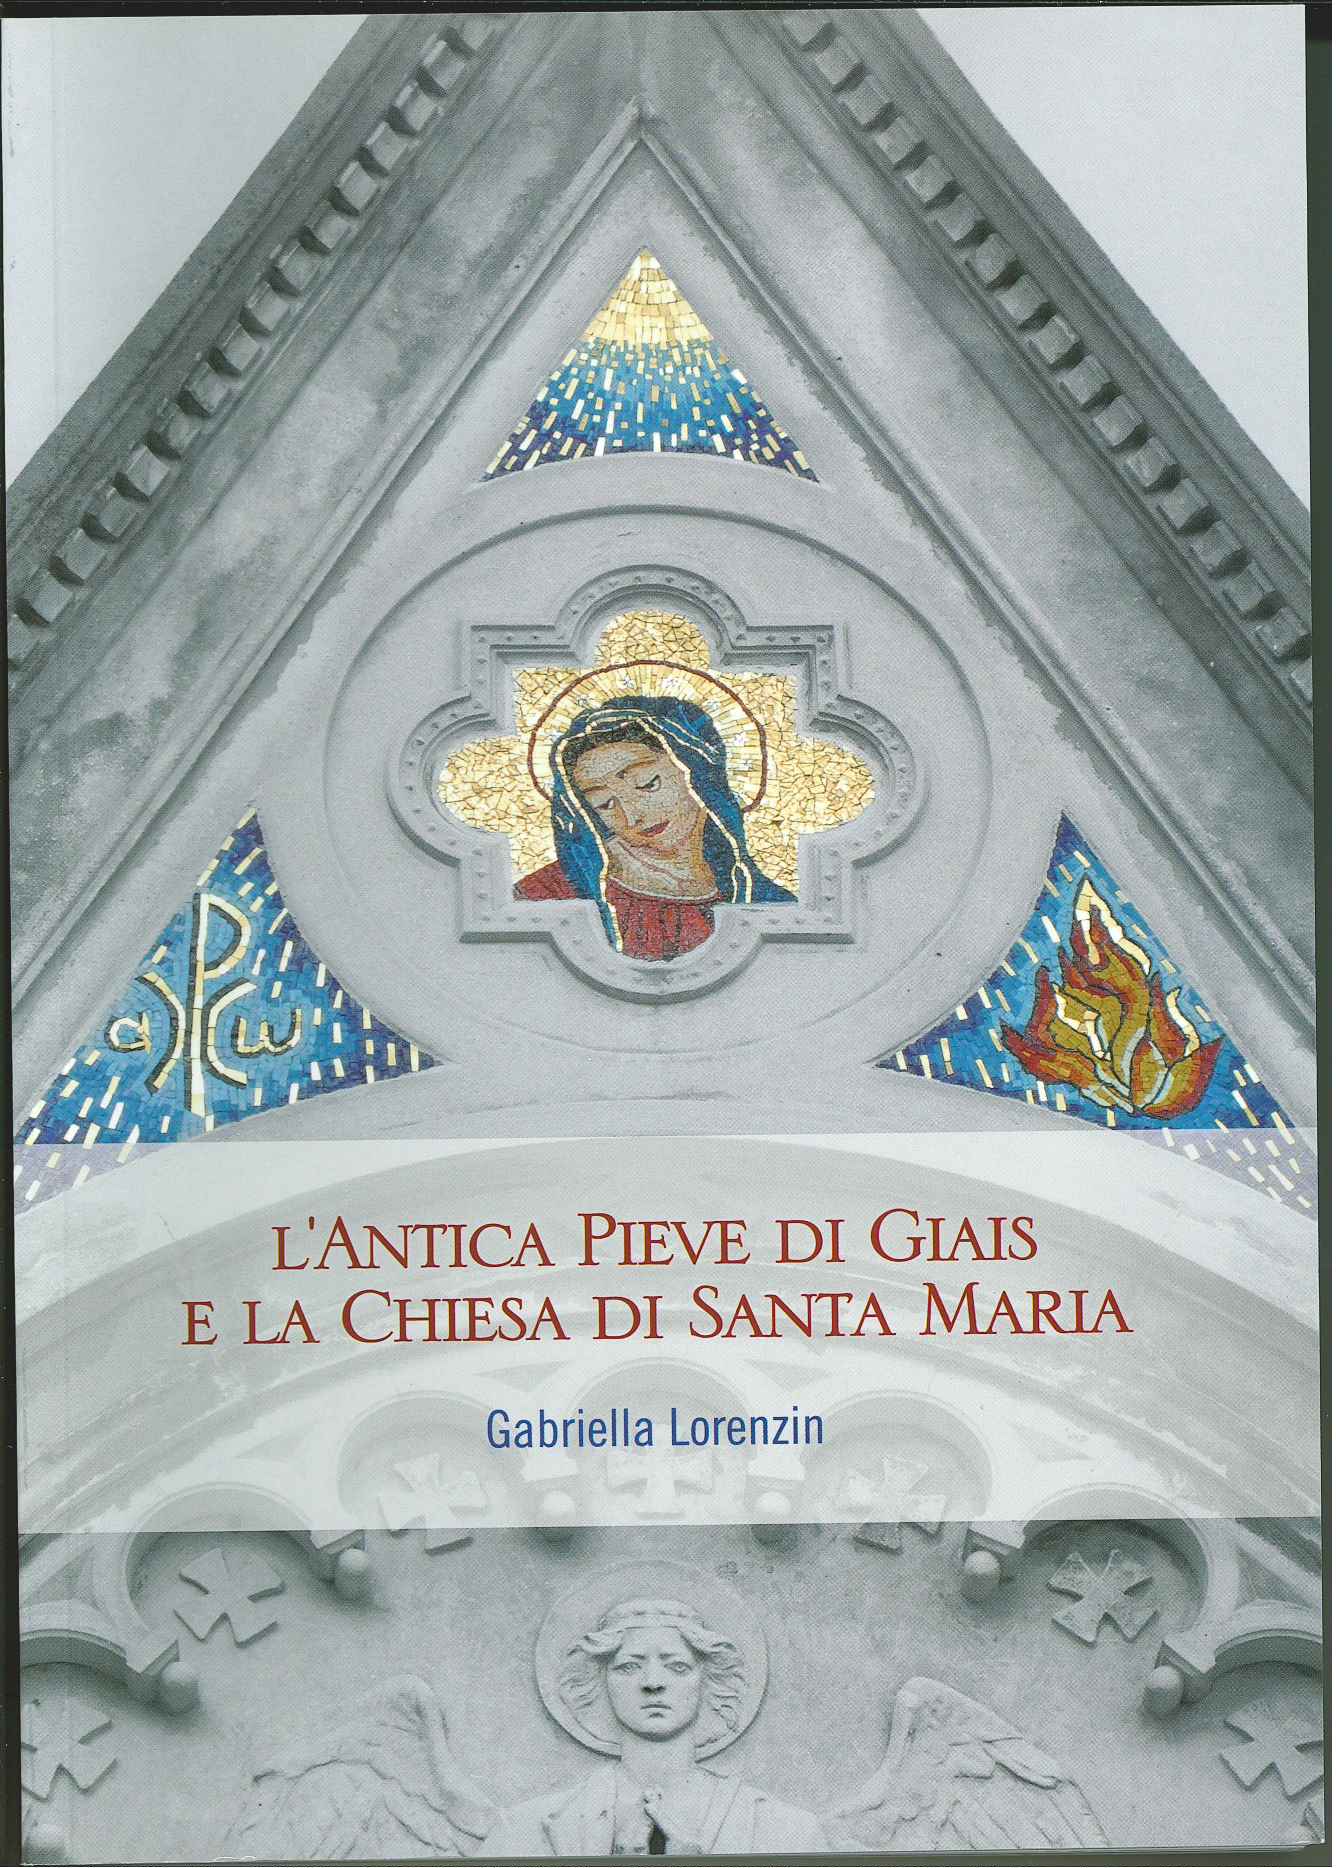 L'ANTICA PIEVE DI GIAIS
E LA CHIESA DI SANTA MARIA
Gabriella Lorenzin
α ω